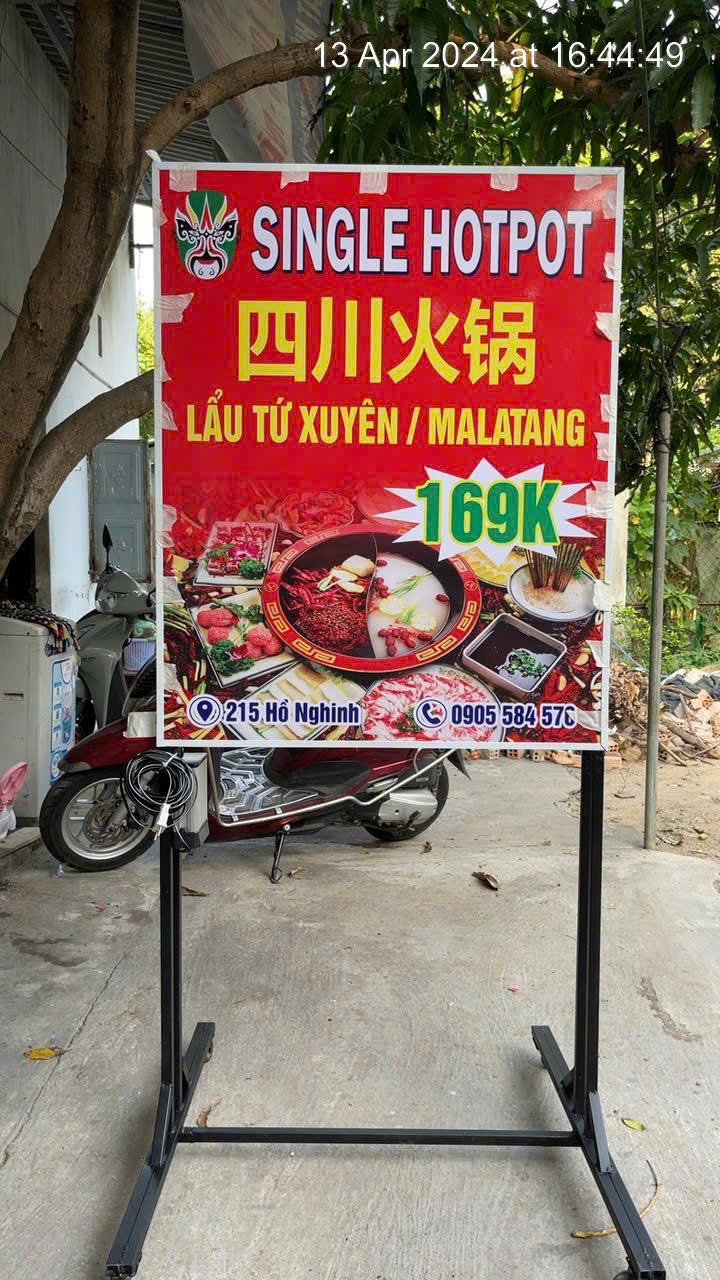 13 Apr 2024 at 16:44:49
SINGLE HOTPOT
四川火锅
LẨU TỨ XUYÊN / MALATANG
169K
215 Hồ Nghinh
0905 584 576